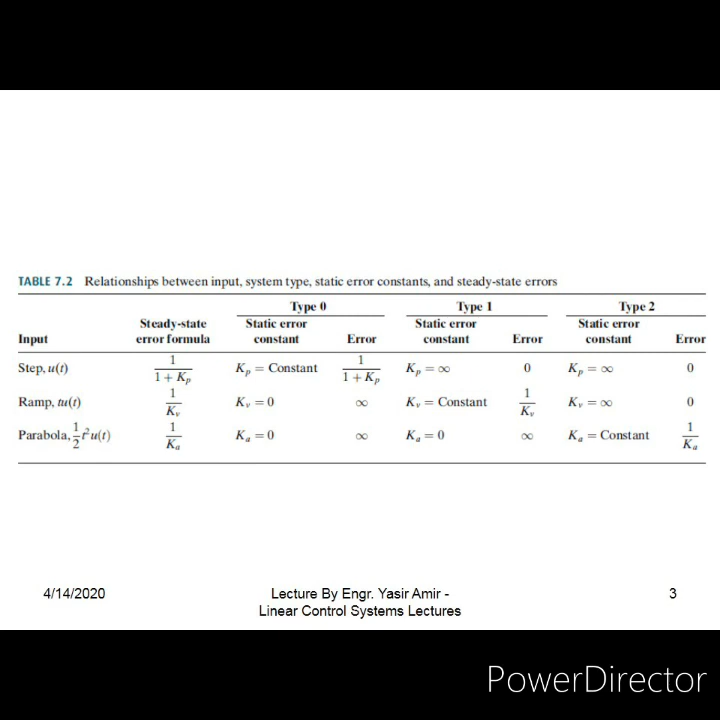 TABLE 7.2 Relationships between input, system type, static error constants, and steady-state errors
Type 0 Type 1 Type 2
Steady-state Static error Static error Static error
Input error formula constant Error constant Error constant Error
Step, u(t) 1/(1 + Kₚ) Kₚ = Constant 1/(1 + Kₚ) Kₚ = ∞ 0 Kₚ = ∞ 0
Ramp, tu(t) 1/Kᵥ Kᵥ = 0 ∞ Kᵥ = Constant 1/Kᵥ Kᵥ = ∞ 0
Parabola, 1/2 t²u(t) 1/Kₐ Kₐ = 0 ∞ Kₐ = 0 ∞ Kₐ = Constant 1/Kₐ
4/14/2020 Lecture By Engr. Yasir Amir - 3
Linear Control Systems Lectures
PowerDirector